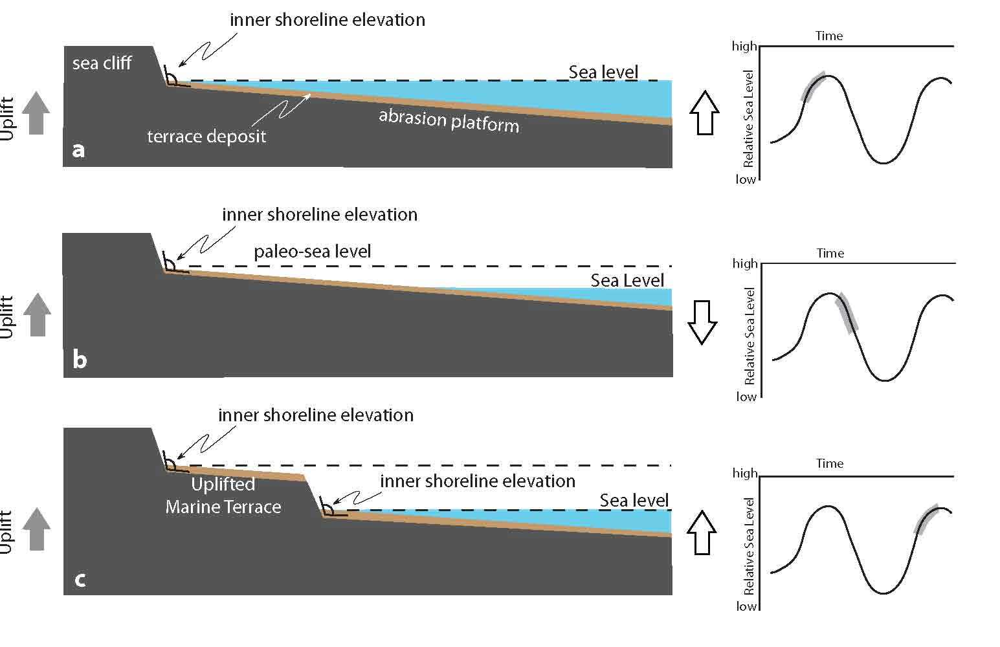 inner shoreline elevation
sea cliff
Sea level
Uplift
abrasion platform
terrace deposit
a
Time
high
Relative Sea Level
low
inner shoreline elevation
paleo-sea level
Sea Level
Uplift
b
Time
high
Relative Sea Level
low
inner shoreline elevation
Uplifted
Marine Terrace
inner shoreline elevation
Sea level
Uplift
c
Time
high
Relative Sea Level
low